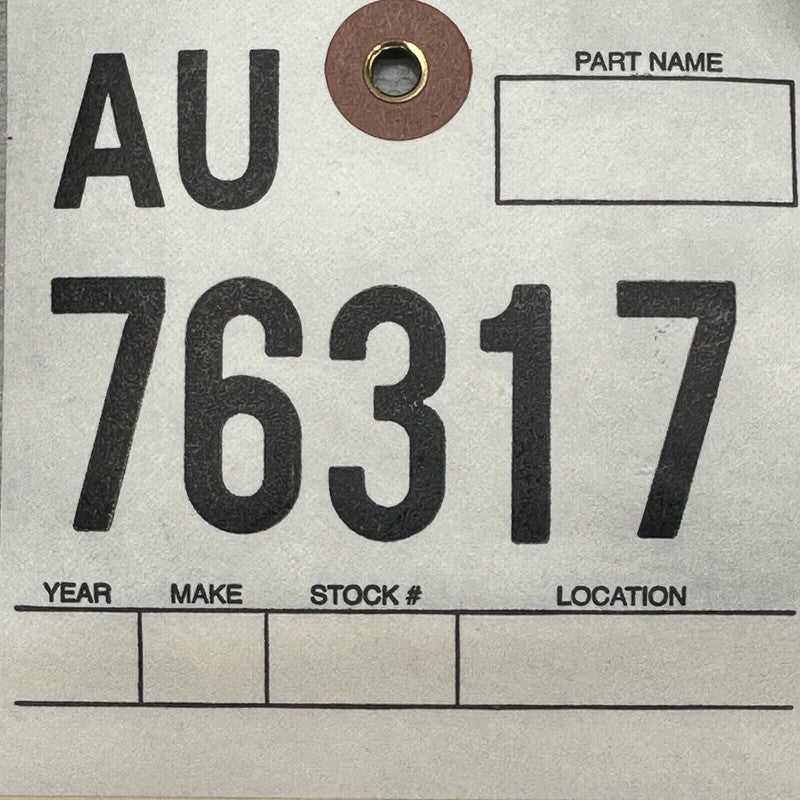 AU
PART NAME
76317
YEAR MAKE STOCK # LOCATION